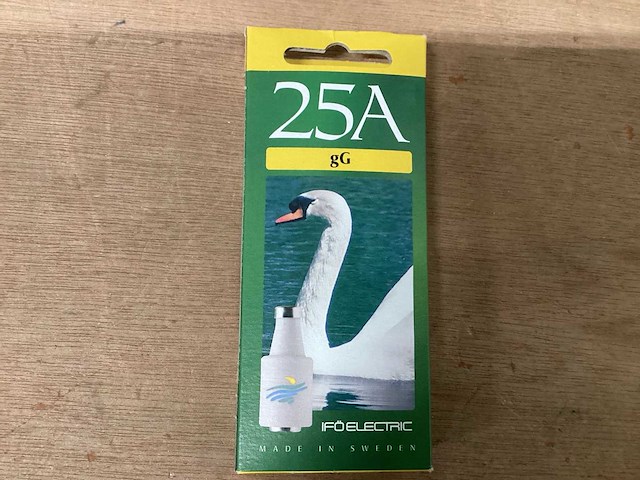 25A
gG
IFÖ ELECTRIC
MADE IN SWEDEN